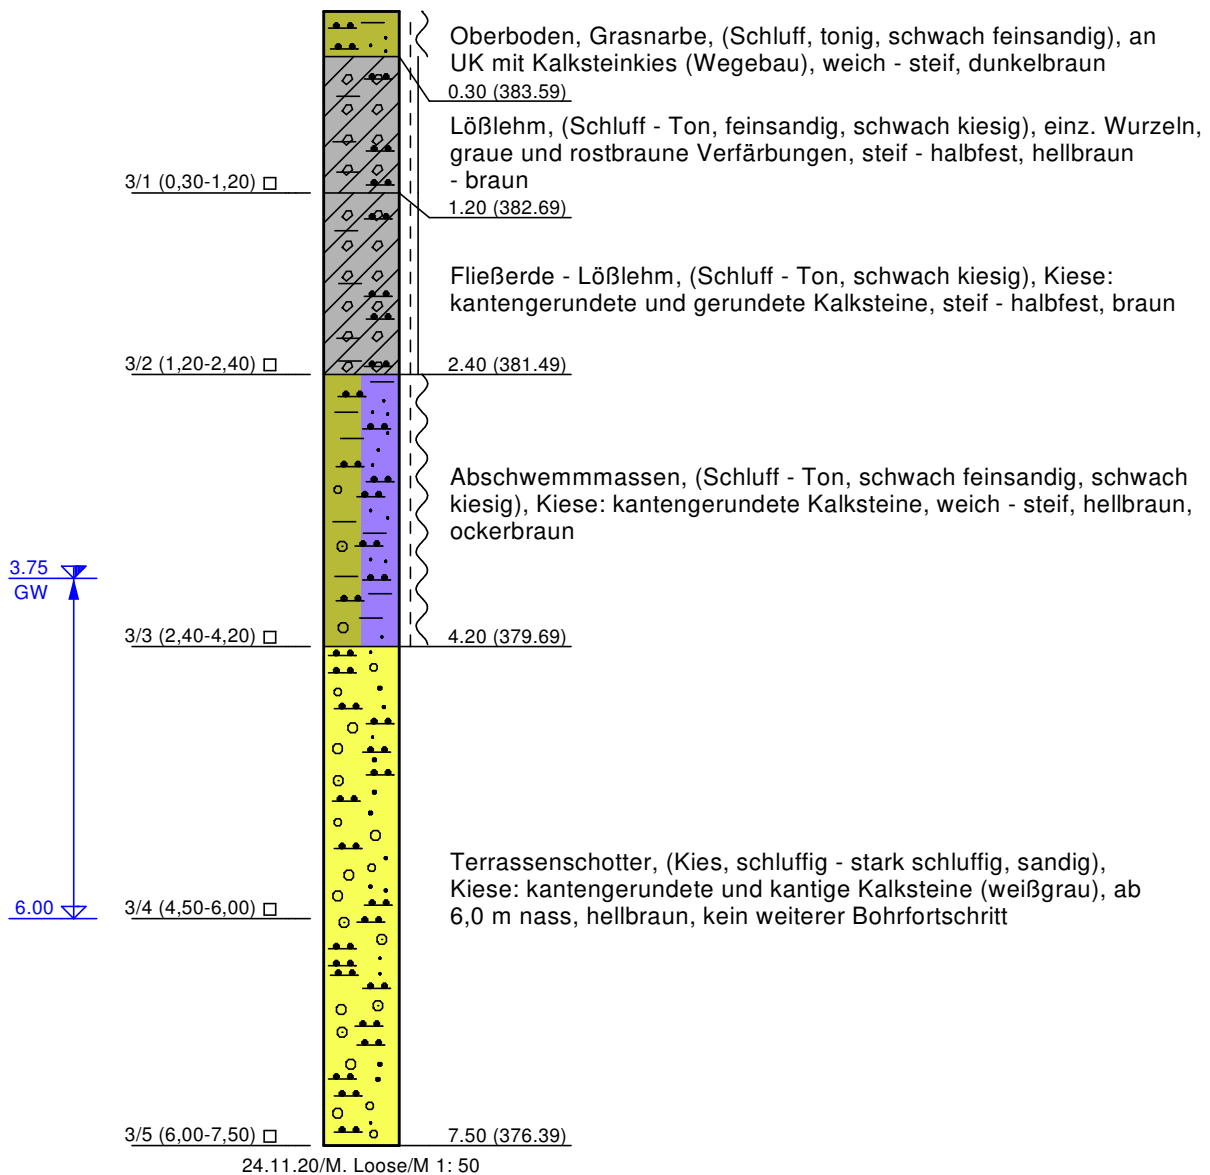 Oberboden, Grasnarbe, (Schluff, tonig, schwach feinsandig), an
UK mit Kalksteinkies (Wegebau), weich - steif, dunkelbraun
0.30 (383.59)
Lößlehm, (Schluff - Ton, feinsandig, schwach kiesig), einz. Wurzeln,
graue und rostbraune Verfärbungen, steif - halbfest, hellbraun
- braun
3/1 (0,30-1,20)
1.20 (382.69)
Fließerde - Lößlehm, (Schluff - Ton, schwach kiesig), Kiese:
kantengerundete und gerundete Kalksteine, steif - halbfest, braun
3/2 (1,20-2,40)
2.40 (381.49)
Abschwemmmassen, (Schluff - Ton, schwach feinsandig, schwach
kiesig), Kiese: kantengerundete Kalksteine, weich - steif, hellbraun,
ockerbraun
3.75
GW
3/3 (2,40-4,20)
4.20 (379.69)
Terrassenschotter, (Kies, schluffig - stark schluffig, sandig),
Kiese: kantengerundete und kantige Kalksteine (weißgrau), ab
6,0 m nass, hellbraun, kein weiterer Bohrfortschritt
6.00
3/4 (4,50-6,00)
3/5 (6,00-7,50)
7.50 (376.39)
24.11.20/M. Loose/M 1: 50